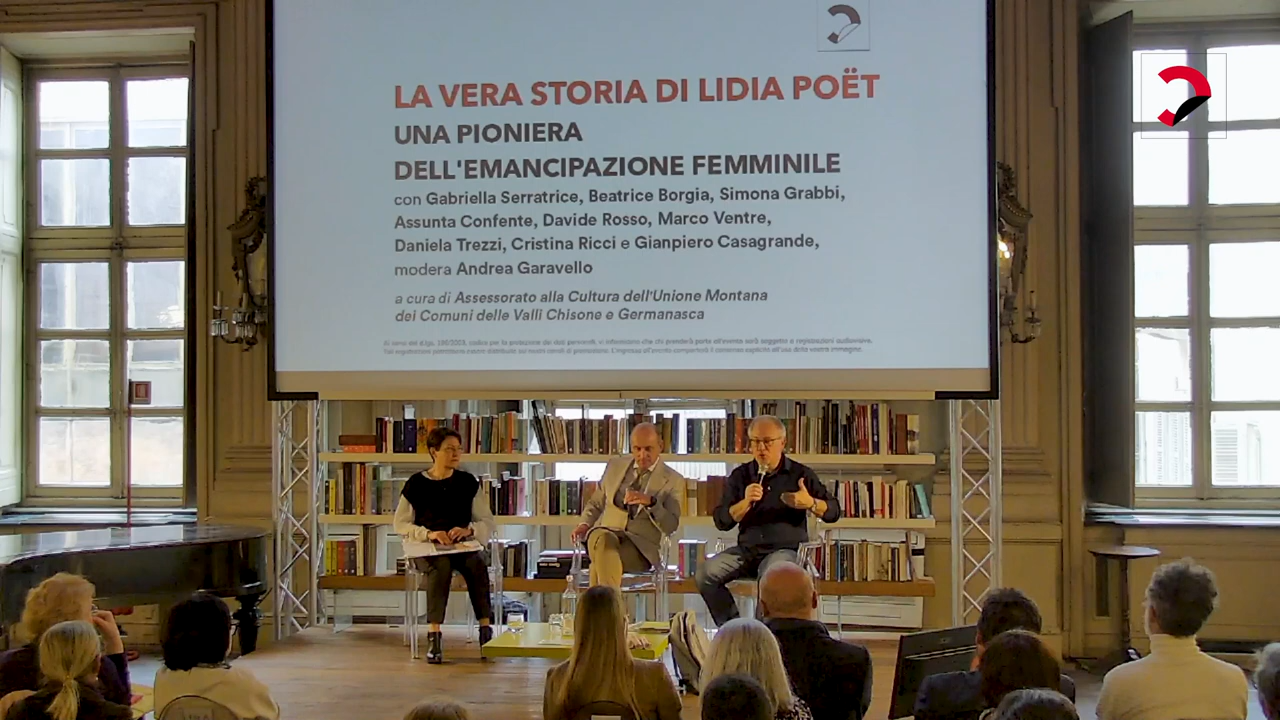 LA VERA STORIA DI LIDIA POËT
UNA PIONIERA
DELL'EMANCIPAZIONE FEMMINILE
con Gabriella Serratrice, Beatrice Borgia, Simona Grabbi,
Assunta Confente, Davide Rosso, Marco Ventre,
Daniela Trezzi, Cristina Ricci e Gianpiero Casagrande,
modera Andrea Garavello
a cura di Assessorato alla Cultura dell'Unione Montana
dei Comuni delle Valli Chisone e Germanasca